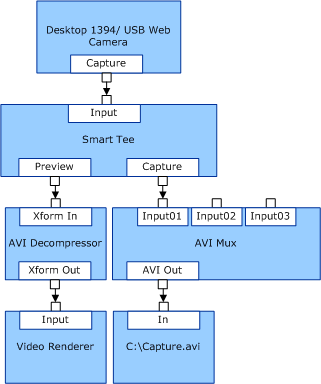 Desktop 1394/ USB Web
Camera
Capture
Input
Smart Tee
Preview
Capture
Xform In
Input01
Input02
Input03
AVI Decompressor
AVI Mux
Xform Out
AVI Out
Input
In
Video Renderer
C:\Capture.avi